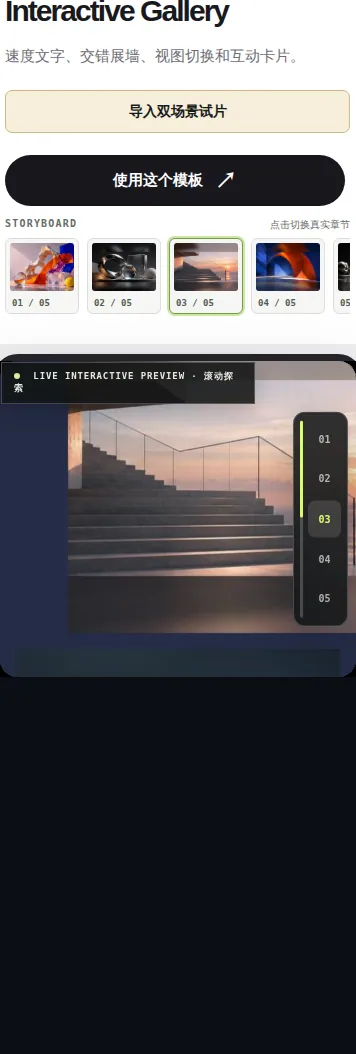 Interactive Gallery
速度文字、交错展墙、视图切换和互动卡片。
导入双场景试片
使用这个模板 ↗
STORYBOARD
点击切换真实章节
01 / 05
02 / 05
03 / 05
04 / 05
05
LIVE INTERACTIVE PREVIEW · 滚动探
索
01
02
03
04
05